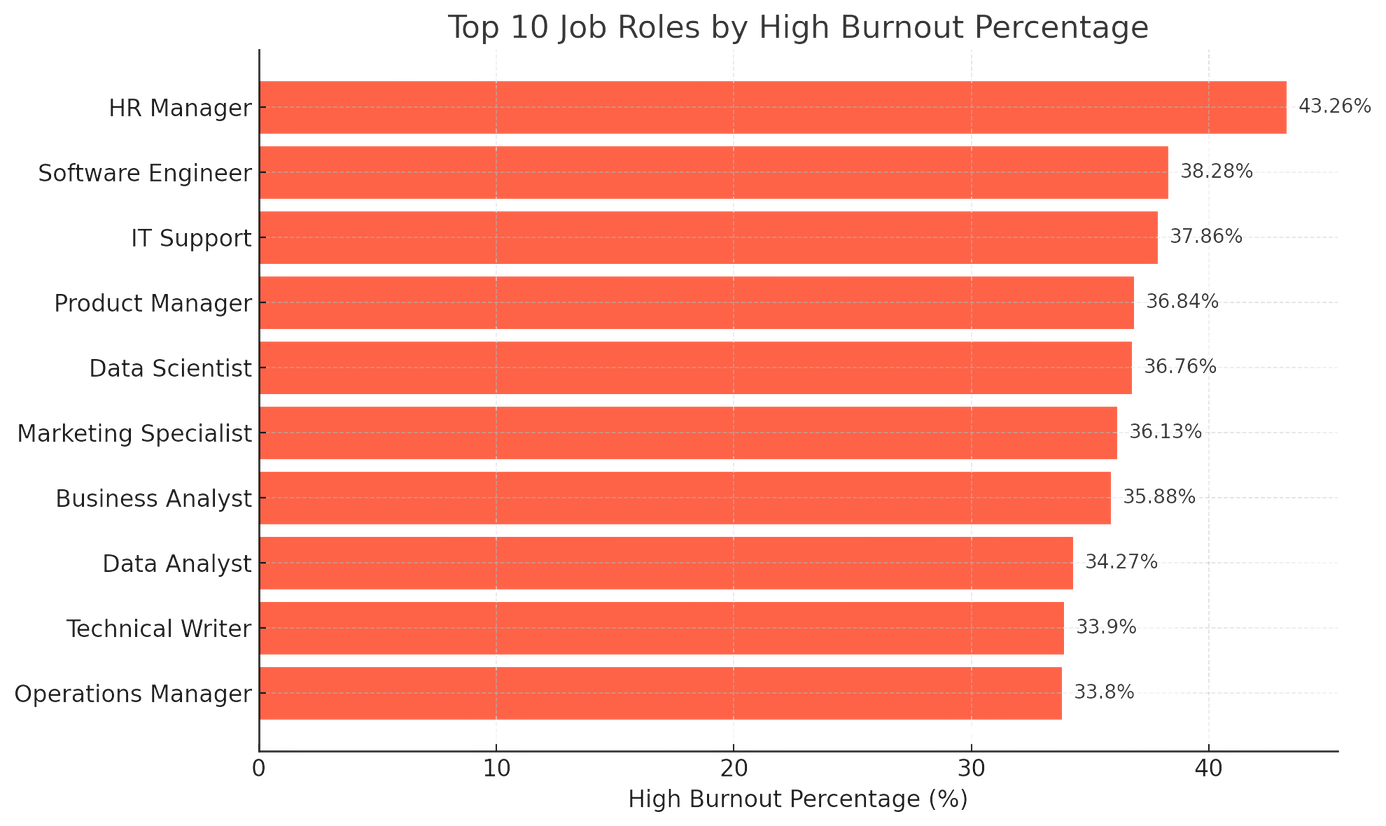 Top 10 Job Roles by High Burnout Percentage
HR Manager 43.26%
Software Engineer 38.28%
IT Support 37.86%
Product Manager 36.84%
Data Scientist 36.76%
Marketing Specialist 36.13%
Business Analyst 35.88%
Data Analyst 34.27%
Technical Writer 33.9%
Operations Manager 33.8%
0 10 20 30 40
High Burnout Percentage (%)